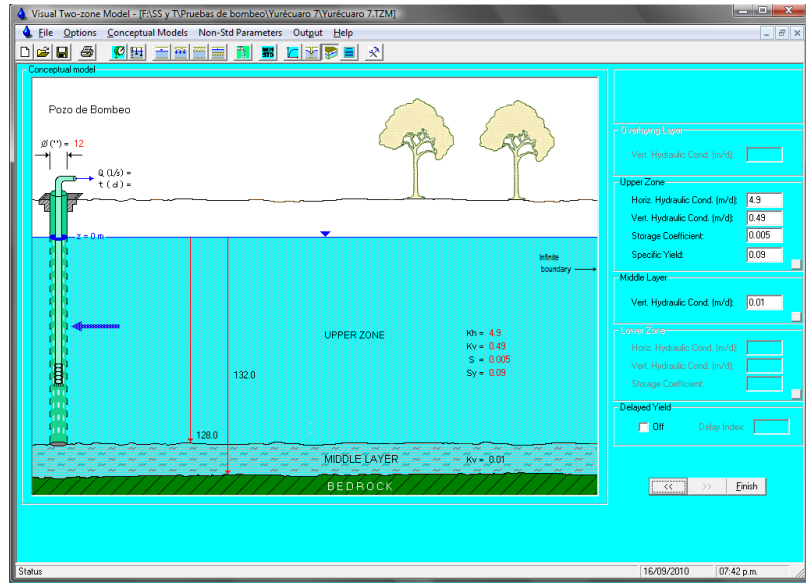 Visual Two-zone Model - [F:\SS y T\Pruebas de bombeo\Yurécuaro 7\Yurécuaro 7.TZM]
File Options Conceptual Models Non-Std Parameters Output Help
Conceptual model
Pozo de Bombeo
Ø (") = 12
Q (l/s) =
t (d) =
z = 0 m
Infinite
boundary
UPPER ZONE
Kh = 4.9
Kv = 0.49
S = 0.005
Sy = 0.09
132.0
128.0
MIDDLE LAYER
Kv = 0.01
BEDROCK
Overlaying Layer
Vert. Hydraulic Cond. (m/d):
Upper Zone
Horiz. Hydraulic Cond. (m/d): 4.9
Vert. Hydraulic Cond. (m/d): 0.49
Storage Coefficient: 0.005
Specific Yield: 0.09
Middle Layer
Vert. Hydraulic Cond. (m/d): 0.01
Lower Zone
Horiz. Hydraulic Cond. (m/d):
Vert. Hydraulic Cond. (m/d):
Storage Coefficient:
Delayed Yield
Off Delay Index:
<< >> Finish
Status 16/09/2010 07:42 p.m.